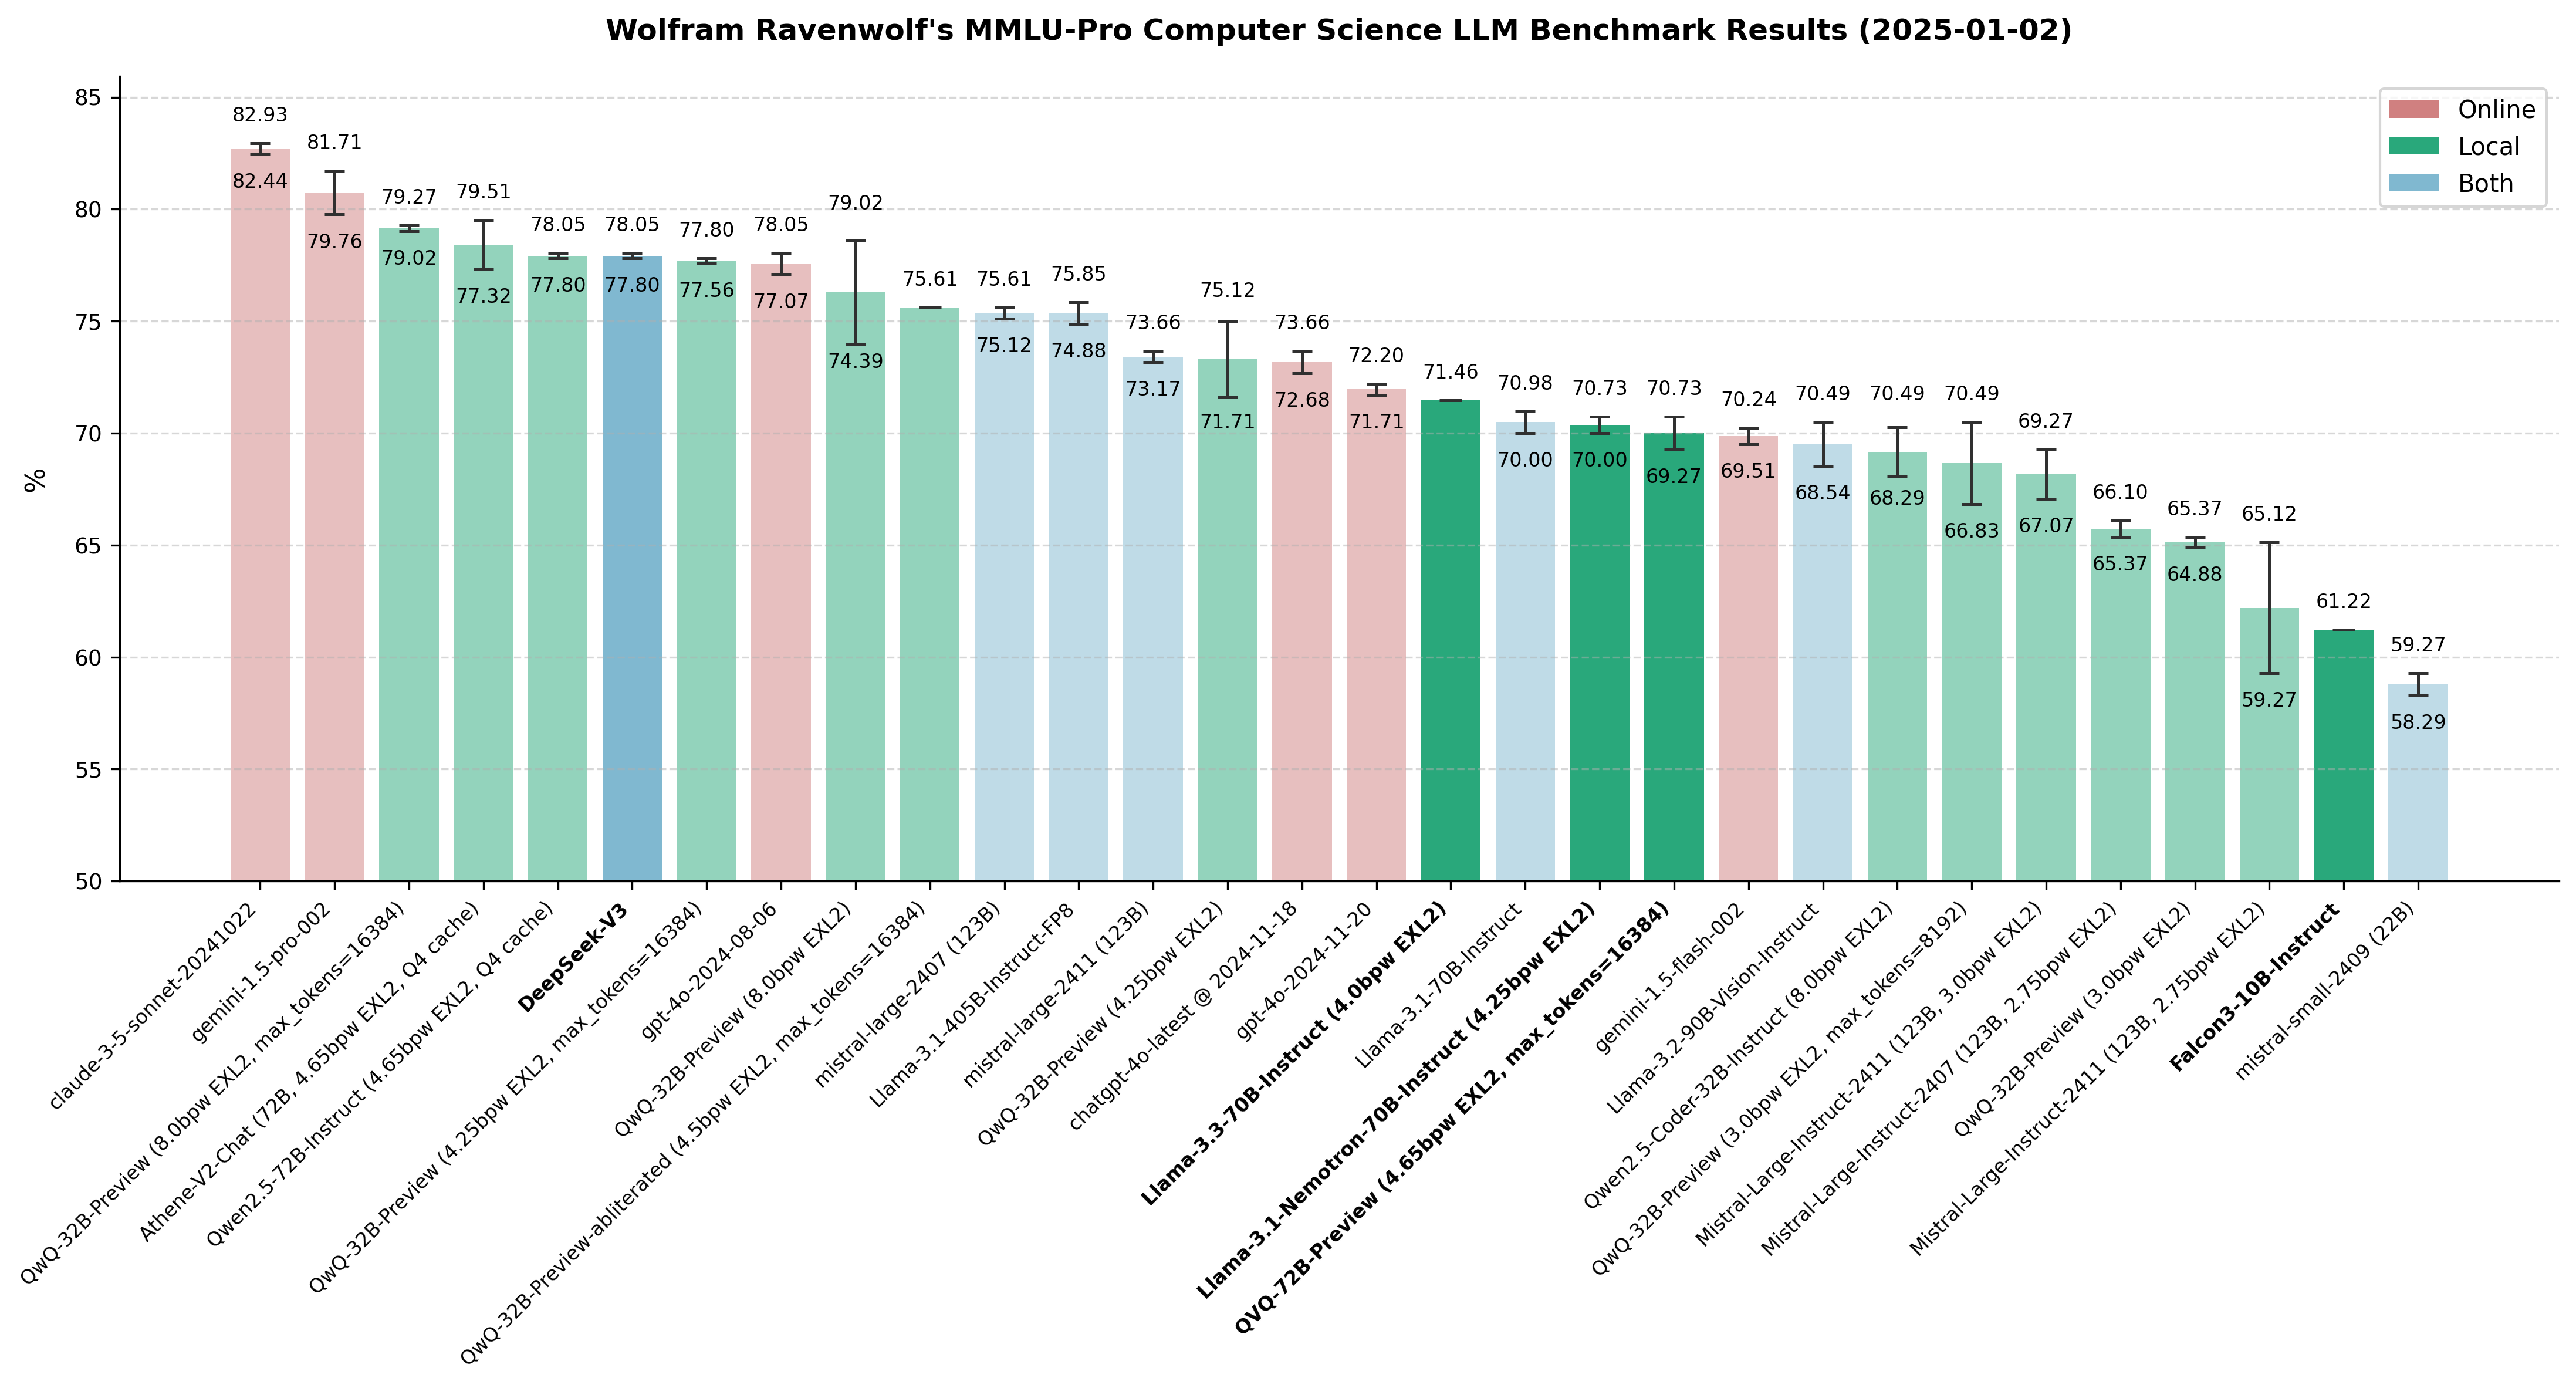 Wolfram Ravenwolf's MMLU-Pro Computer Science LLM Benchmark Results (2025-01-02)
Online
Local
Both
%
85
80
75
70
65
60
55
50
82.93
82.44
81.71
79.76
79.27
79.02
79.51
77.32
78.05
77.80
78.05
77.80
77.80
77.56
78.05
77.07
79.02
74.39
75.61
75.61
75.12
75.85
74.88
73.66
73.17
75.12
71.71
73.66
72.68
72.20
71.71
71.46
70.98
70.00
70.73
70.00
70.73
69.27
70.24
69.51
70.49
68.54
70.49
68.29
70.49
66.83
69.27
67.07
66.10
65.37
65.37
64.88
65.12
59.27
61.22
59.27
58.29
claude-3-5-sonnet-20241022
gemini-1.5-pro-002
QwQ-32B-Preview (8.0bpw EXL2, max_tokens=16384)
Athene-V2-Chat (72B, 4.65bpw EXL2, Q4 cache)
Qwen2.5-72B-Instruct (4.65bpw EXL2, Q4 cache)
DeepSeek-V3
QwQ-32B-Preview (4.25bpw EXL2, max_tokens=16384)
gpt-4o-2024-08-06
QwQ-32B-Preview (8.0bpw EXL2)
QwQ-32B-Preview-abliterated (4.5bpw EXL2, max_tokens=16384)
mistral-large-2407 (123B)
Llama-3.1-405B-Instruct-FP8
mistral-large-2411 (123B)
QwQ-32B-Preview (4.25bpw EXL2)
chatgpt-4o-latest @ 2024-11-18
gpt-4o-2024-11-20
Llama-3.3-70B-Instruct (4.0bpw EXL2)
Llama-3.1-70B-Instruct
Llama-3.1-Nemotron-70B-Instruct (4.25bpw EXL2)
QVQ-72B-Preview (4.65bpw EXL2, max_tokens=16384)
gemini-1.5-flash-002
Llama-3.2-90B-Vision-Instruct
Qwen2.5-Coder-32B-Instruct (8.0bpw EXL2)
QwQ-32B-Preview (3.0bpw EXL2, max_tokens=8192)
Mistral-Large-Instruct-2411 (123B, 3.0bpw EXL2)
Mistral-Large-Instruct-2407 (123B, 2.75bpw EXL2)
QwQ-32B-Preview (3.0bpw EXL2)
Mistral-Large-Instruct-2411 (123B, 2.75bpw EXL2)
Falcon3-10B-Instruct
mistral-small-2409 (22B)